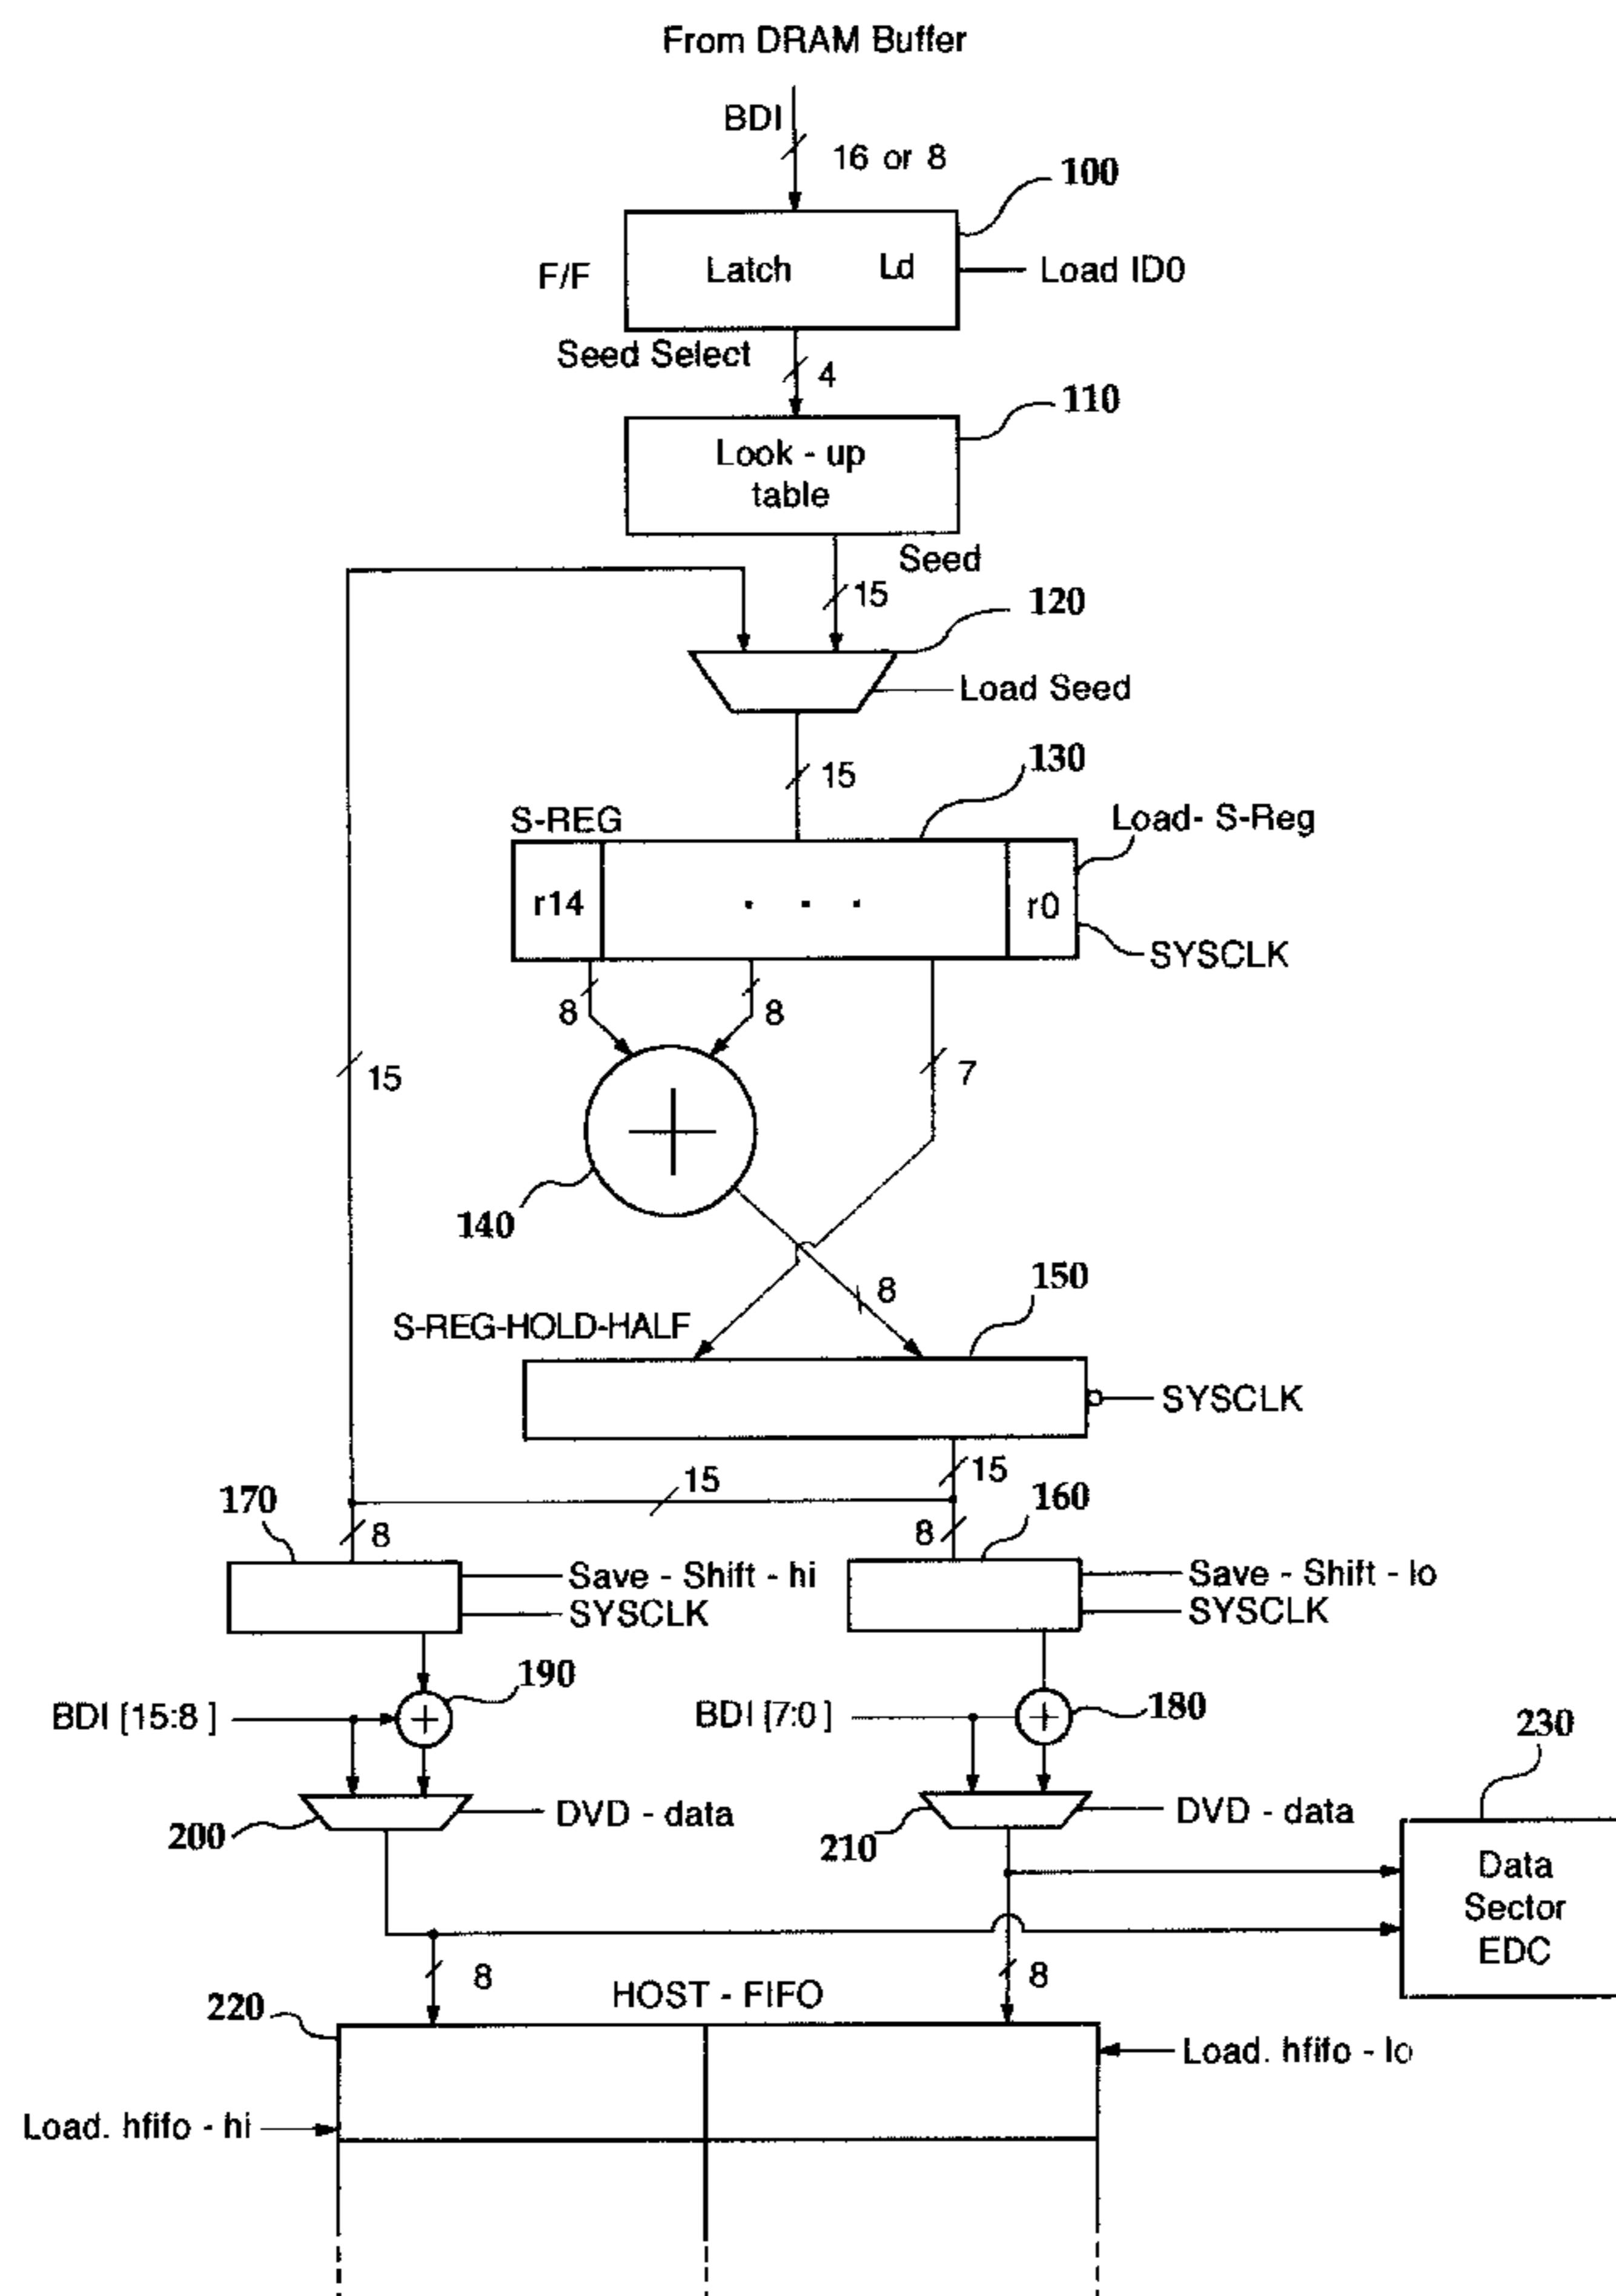 From DRAM Buffer
BDI
16 or 8
100
F/F
Latch
Ld
Load ID0
Seed Select
4
110
Look - up
table
Seed
15
120
Load Seed
15
130
S-REG
Load- S-Reg
r14
. . .
r0
SYSCLK
8
8
15
7
140
150
8
S-REG-HOLD-HALF
SYSCLK
15
15
170
160
8
8
Save - Shift - hi
SYSCLK
Save - Shift - lo
SYSCLK
190
BDI [15:8 ]
+
BDI [7:0 ]
+
180
230
200
DVD - data
210
DVD - data
Data
Sector
EDC
8
8
HOST - FIFO
220
Load. hfifo - lo
Load. hfifo - hi